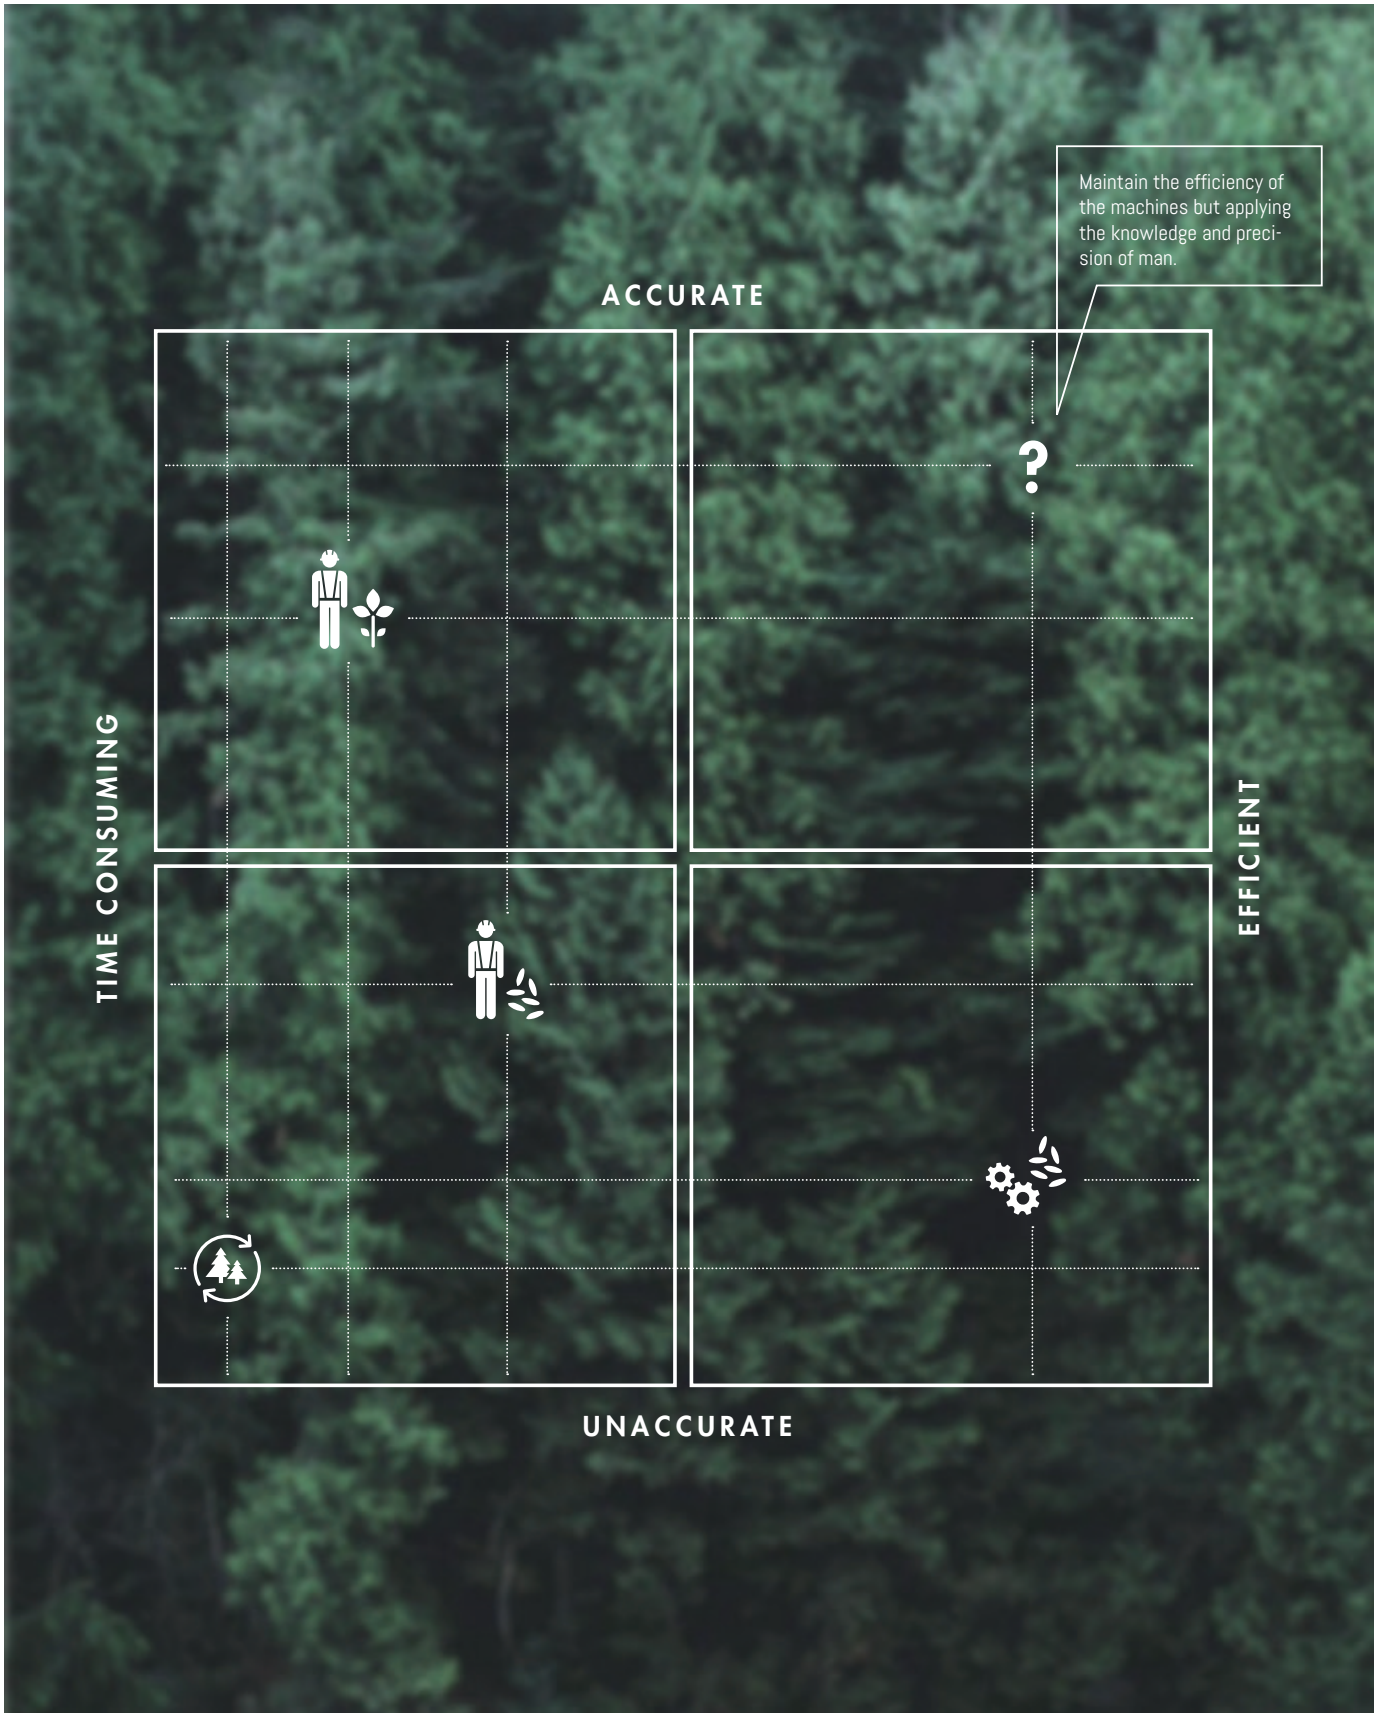 Maintain the efficiency of
the machines but applying
the knowledge and preci-
sion of man.
ACCURATE
?
TIME CONSUMING
EFFICIENT
UNACCURATE